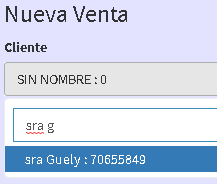 Nueva Venta
Cliente
SIN NOMBRE : 0
sra g
sra Guely : 70655849